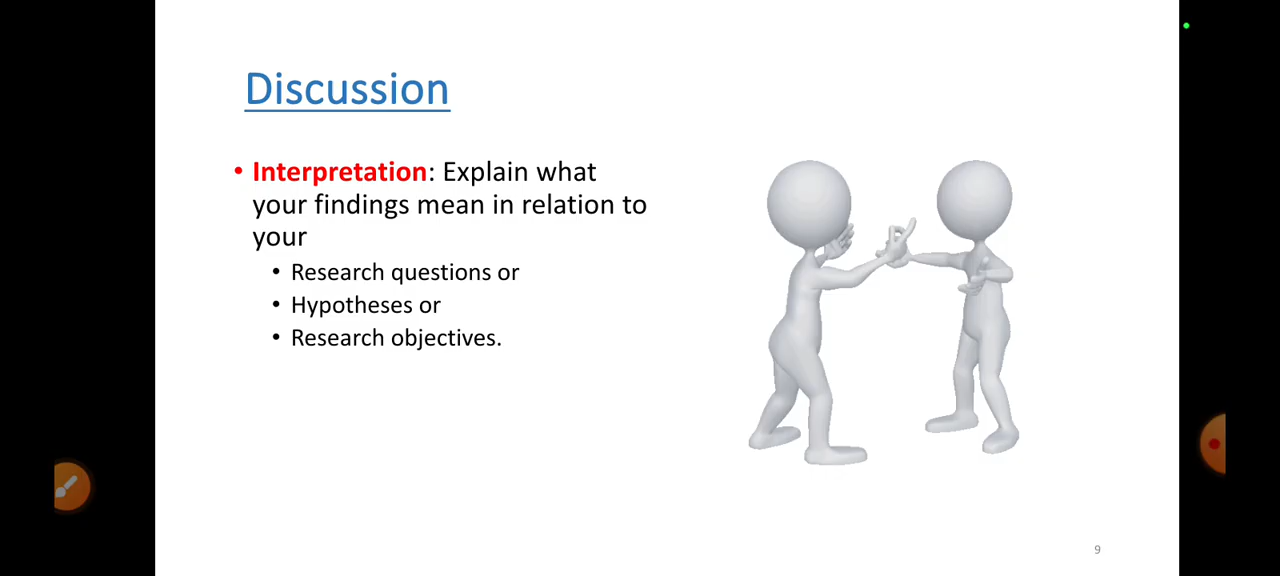 Discussion
• Interpretation: Explain what
your findings mean in relation to
your
• Research questions or
• Hypotheses or
• Research objectives.
9